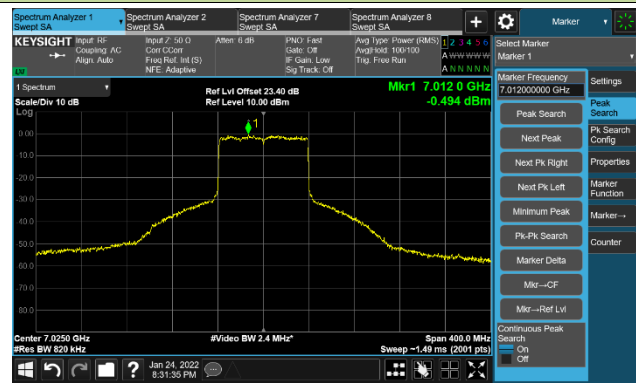 Spectrum Analyzer 1
Swept SA
Spectrum Analyzer 2
Swept SA
Spectrum Analyzer 7
Swept SA
Spectrum Analyzer 8
Swept SA
+
Marker
KEYSIGHT
Input: RF
Coupling: AC
Align: Auto
Input Z: 50 Ω
Corr CCorr
Freq Ref: Int (S)
NFE: Adaptive
Atten: 6 dB
PNO: Fast
Gate: Off
IF Gain: Low
Sig Track: Off
Avg Type: Power (RMS)
Avg|Hold: 100/100
Trig: Free Run
1 2 3 4 5 6
A W W W W W
A N N N N N
LV
Select Marker
Marker 1
1 Spectrum
Scale/Div 10 dB
Log
Ref Lvl Offset 23.40 dB
Ref Level 10.00 dBm
Mkr1 7.012 0 GHz
-0.494 dBm
1
0.00
-10.0
-20.0
-30.0
-40.0
-50.0
-60.0
-70.0
-80.0
Center 7.0250 GHz
#Res BW 820 kHz
#Video BW 2.4 MHz*
Span 400.0 MHz
Sweep ~1.49 ms (2001 pts)
Marker Frequency
7.012000000 GHz
Peak Search
Next Peak
Next Pk Right
Next Pk Left
Minimum Peak
Pk-Pk Search
Marker Delta
Mkr→CF
Mkr→Ref Lvl
Continuous Peak
Search
On
Off
Settings
Peak
Search
Pk Search
Config
Properties
Marker
Function
Marker→
Counter
?
Jan 24, 2022
8:31:35 PM